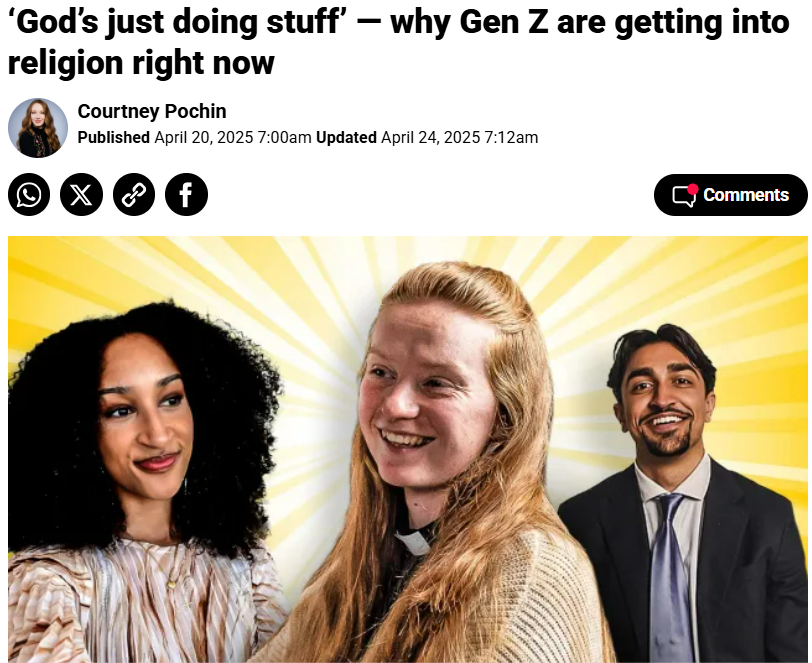 ‘God’s just doing stuff’ — why Gen Z are getting into
religion right now
Courtney Pochin
Published April 20, 2025 7:00am Updated April 24, 2025 7:12am
Comments